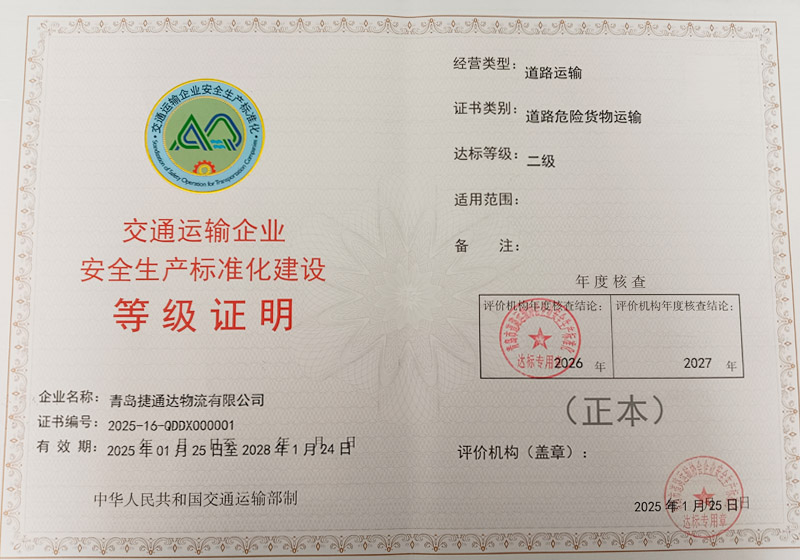 交通运输企业安全生产标准化
交通运输企业
安全生产标准化建设
等级证明
企业名称：青岛捷通达物流有限公司
证书编号：2025-16-QDDX000001
有 效 期：2025年01月25日至2028年1月24日
中华人民共和国交通运输部制
经营类型：道路运输
证书类别：道路危险货物运输
达标等级：二级
适用范围：
备 注：
年度核查
评价机构年度核查结论： 评价机构年度核查结论：
达标专用章
2026 年 2027 年
（正本）
评价机构（盖章）：
2025年1月25日
达标专用章